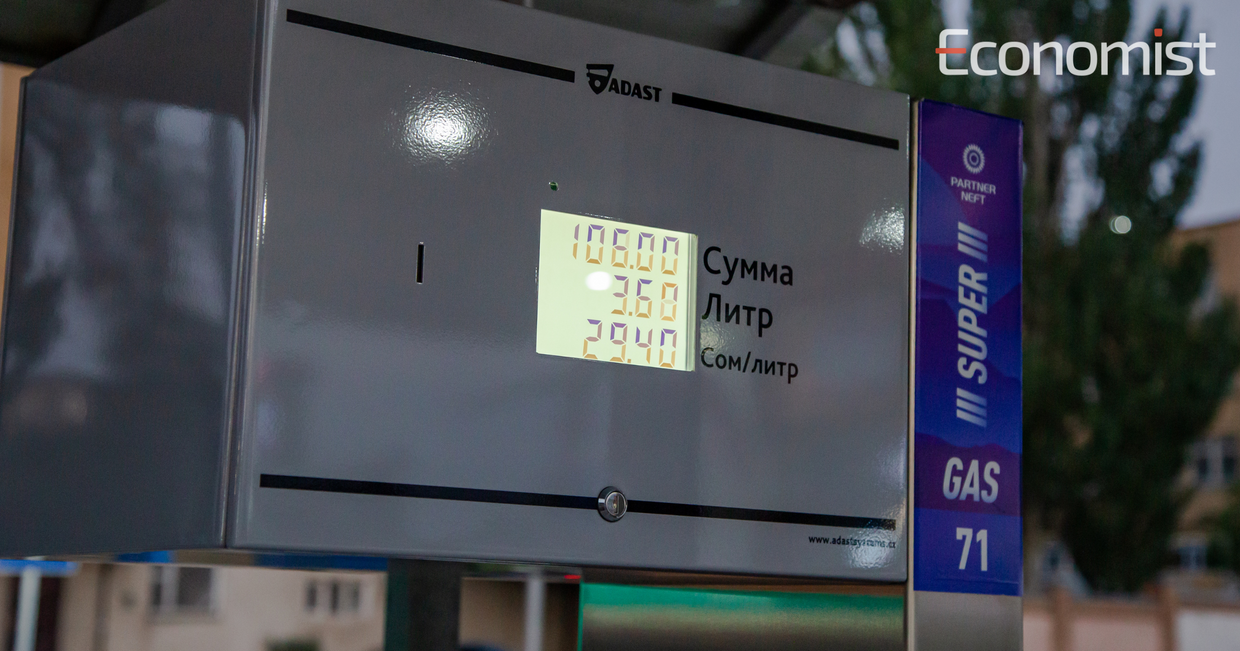 Economist
ADAST
106.00
3.68
29.40
Сумма
Литр
Сом/литр
www.adastsystems.cz
PARTNER
NEFT
SUPER
GAS
71